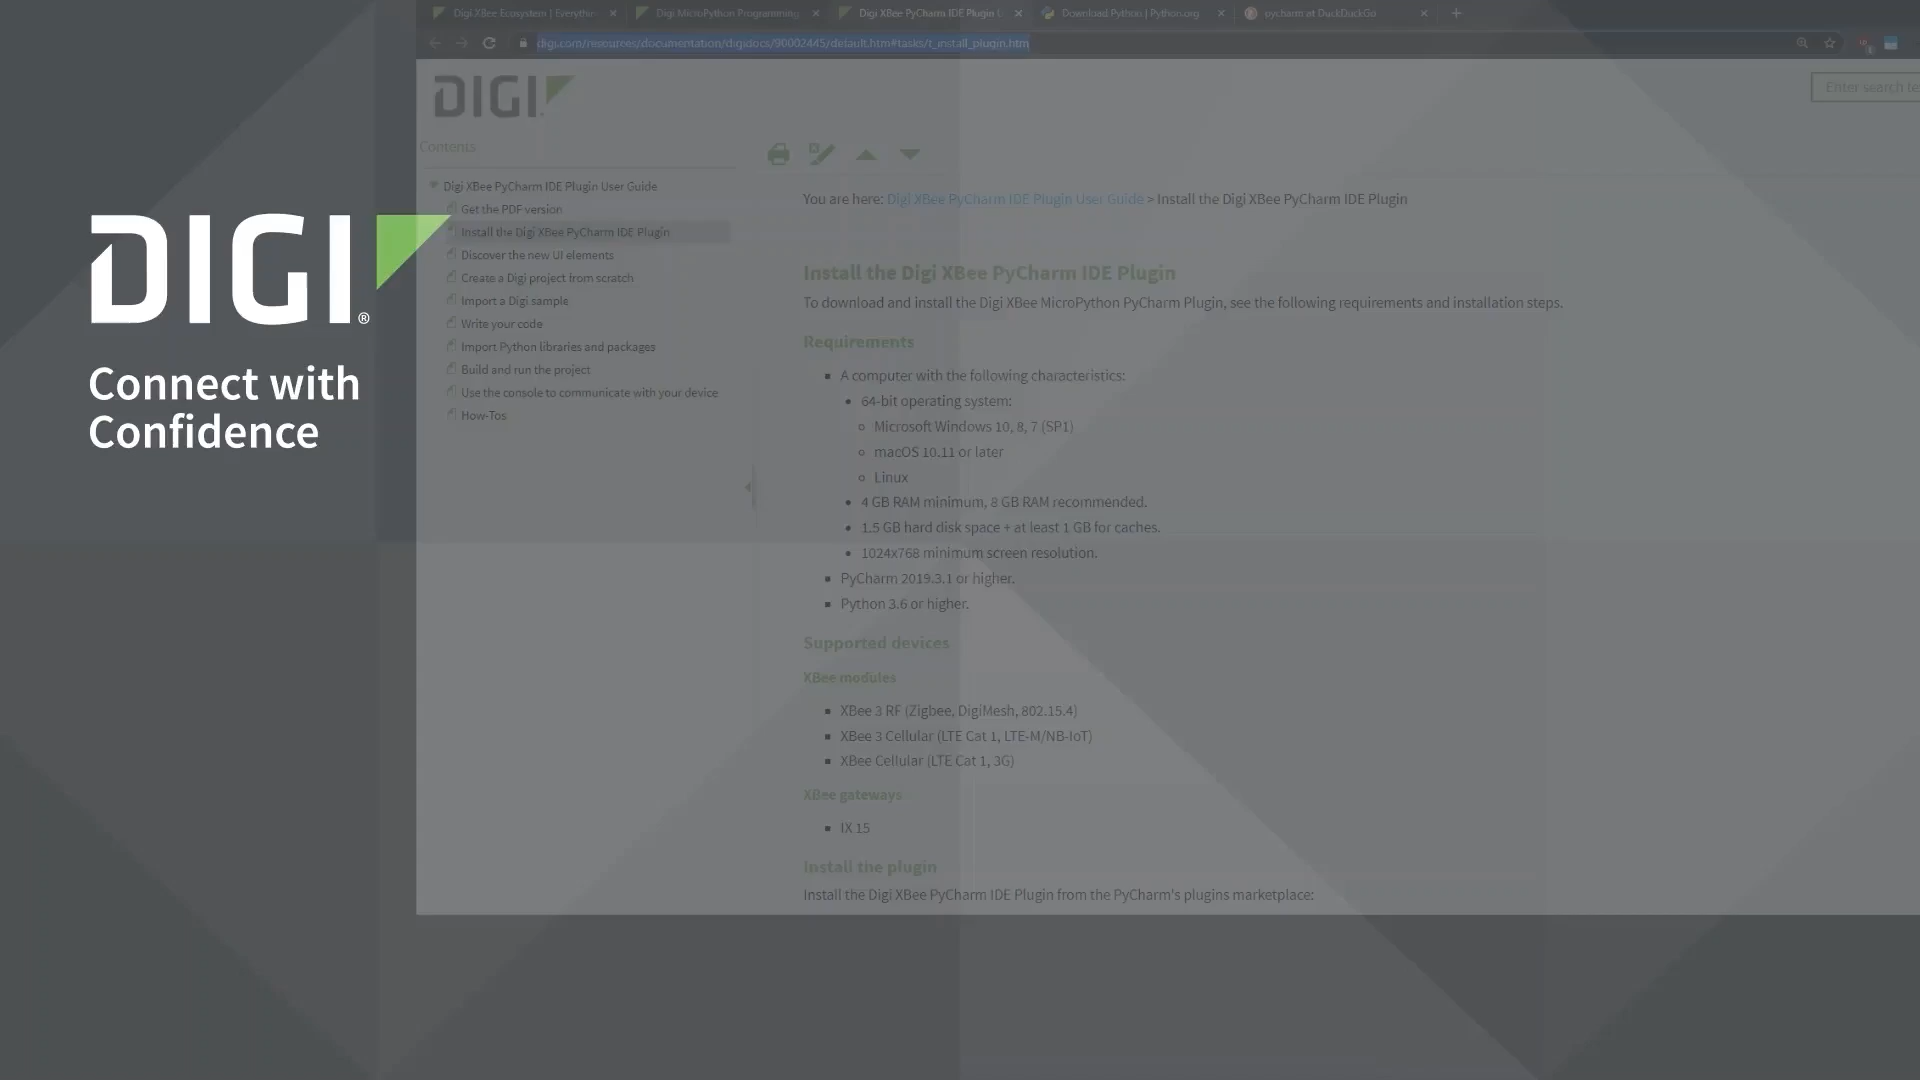 Digi XBee Ecosystem | Everythin
Digi MicroPython Programming
Digi XBee PyCharm IDE Plugin U
Download Python | Python.org
pycharm at DuckDuckGo
digi.com/resources/documentation/digidocs/90002445/default.htm#tasks/t_install_plugin.htm
DIGI
Enter search te
Contents
Digi XBee PyCharm IDE Plugin User Guide
Get the PDF version
Install the Digi XBee PyCharm IDE Plugin
Discover the new UI elements
Create a Digi project from scratch
Import a Digi sample
Write your code
Import Python libraries and packages
Build and run the project
Use the console to communicate with your device
How-Tos
DIGI®
Connect with
Confidence
You are here: Digi XBee PyCharm IDE Plugin User Guide > Install the Digi XBee PyCharm IDE Plugin
Install the Digi XBee PyCharm IDE Plugin
To download and install the Digi XBee MicroPython PyCharm Plugin, see the following requirements and installation steps.
Requirements
A computer with the following characteristics:
64-bit operating system:
Microsoft Windows 10, 8, 7 (SP1)
macOS 10.11 or later
Linux
4 GB RAM minimum, 8 GB RAM recommended.
1.5 GB hard disk space + at least 1 GB for caches.
1024x768 minimum screen resolution.
PyCharm 2019.3.1 or higher.
Python 3.6 or higher.
Supported devices
XBee modules
XBee 3 RF (Zigbee, DigiMesh, 802.15.4)
XBee 3 Cellular (LTE Cat 1, LTE-M/NB-IoT)
XBee Cellular (LTE Cat 1, 3G)
XBee gateways
IX 15
Install the plugin
Install the Digi XBee PyCharm IDE Plugin from the PyCharm's plugins marketplace: